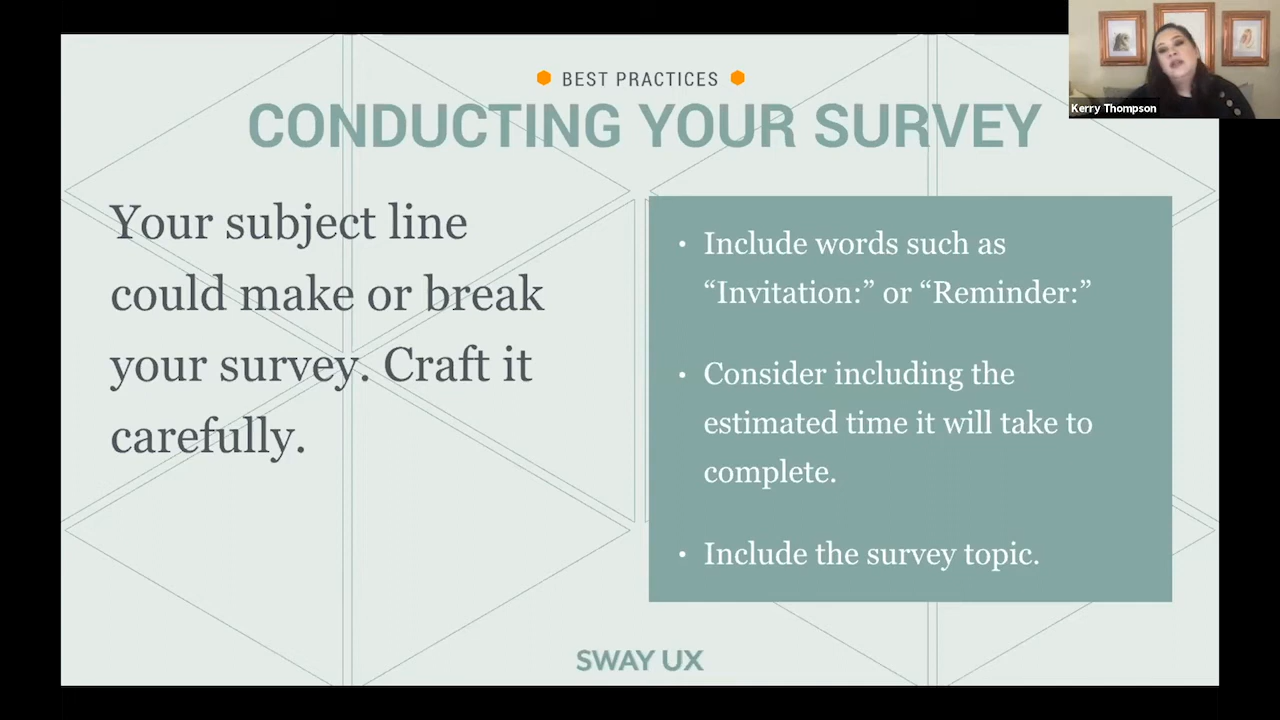 BEST PRACTICES
CONDUCTING YOUR SURVEY
Kerry Thompson
Your subject line
could make or break
your survey. Craft it
carefully.
• Include words such as
“Invitation:” or “Reminder:”
• Consider including the
estimated time it will take to
complete.
• Include the survey topic.
SWAY UX